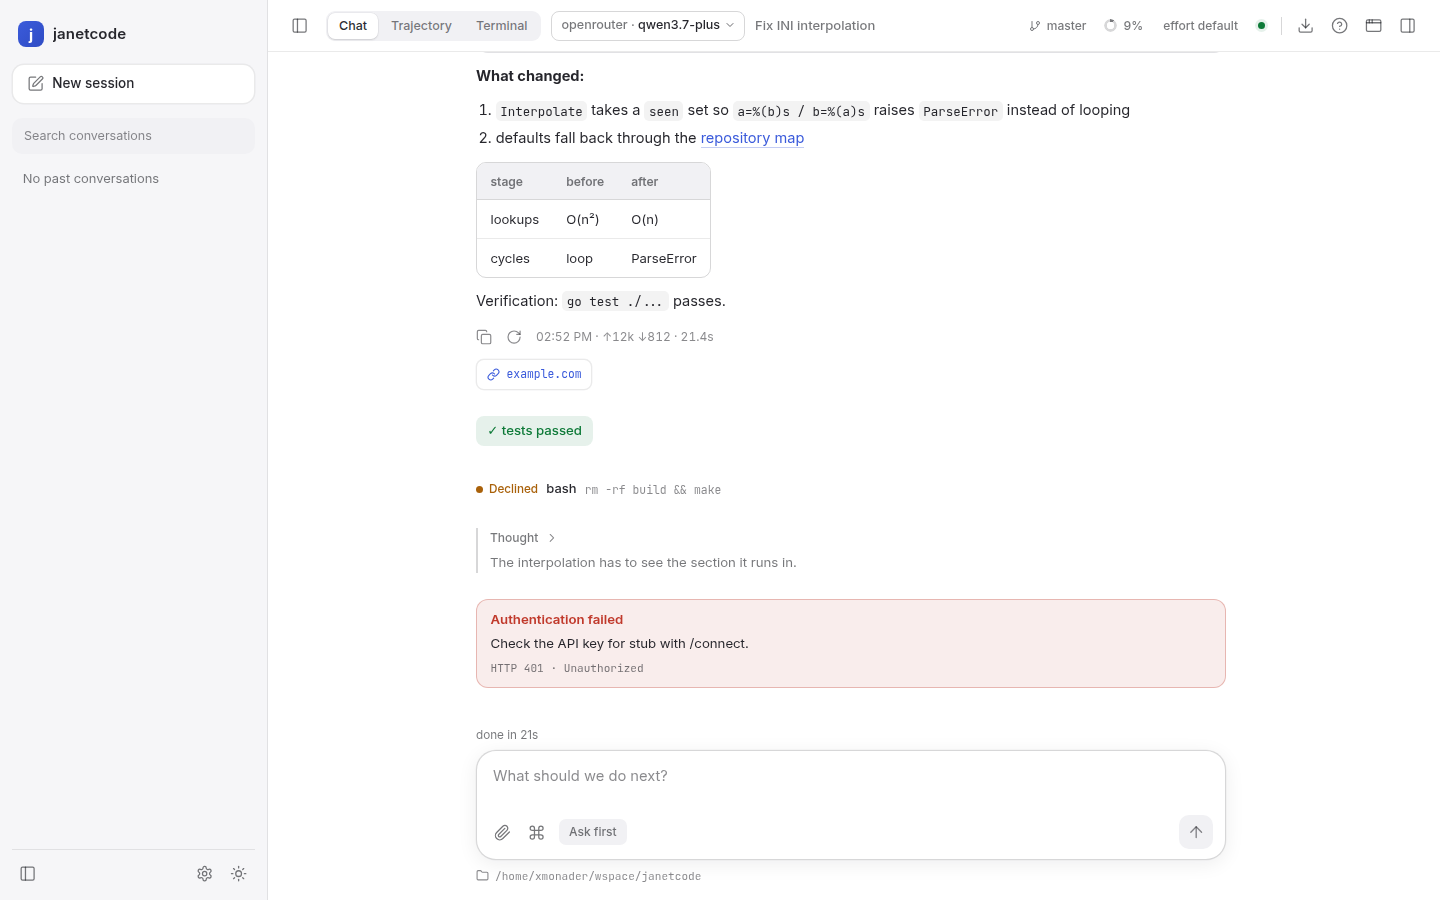 j janetcode
New session
Search conversations
No past conversations
Chat Trajectory Terminal openrouter · qwen3.7-plus Fix INI interpolation master 9% effort default
What changed:
1. Interpolate takes a seen set so a=%(b)s / b=%(a)s raises ParseError instead of looping
2. defaults fall back through the repository map
stage before after
lookups O(n²) O(n)
cycles loop ParseError
Verification: go test ./... passes.
02:52 PM · ↑12k ↓812 · 21.4s
example.com
✓ tests passed
Declined bash rm -rf build && make
Thought
The interpolation has to see the section it runs in.
Authentication failed
Check the API key for stub with /connect.
HTTP 401 · Unauthorized
done in 21s
What should we do next?
Ask first
/home/xmonader/wspace/janetcode